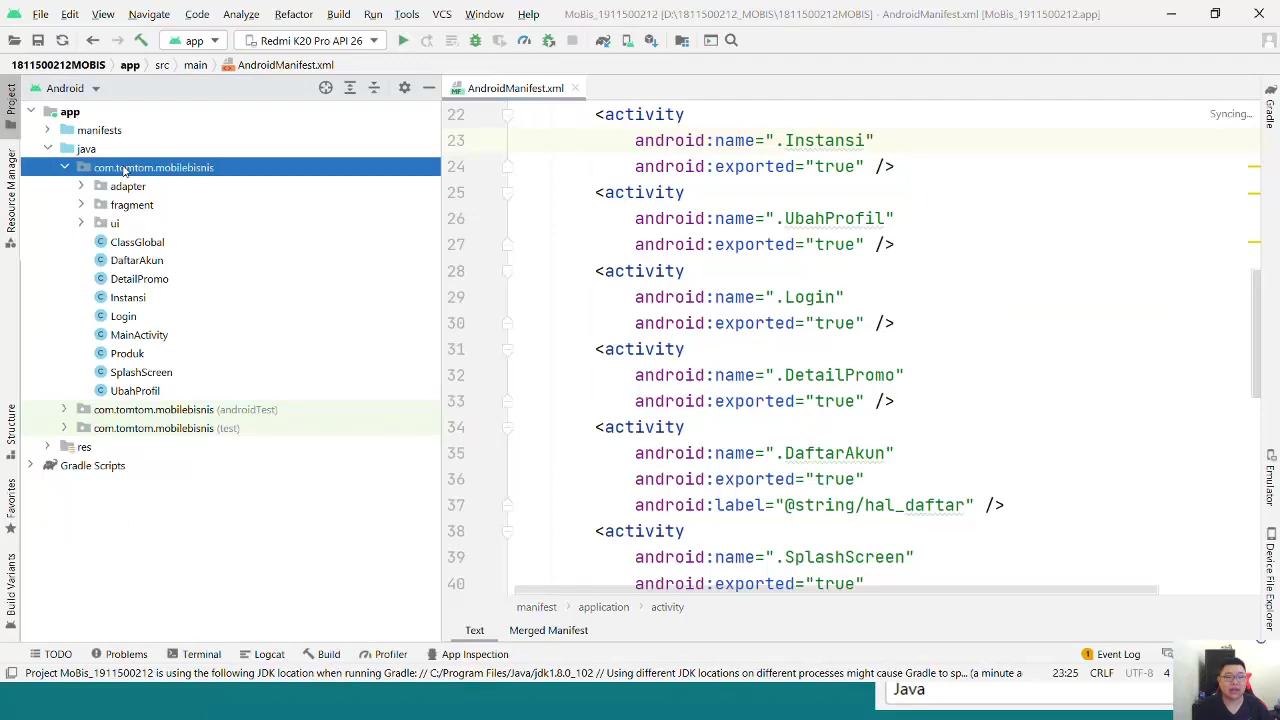 File Edit View Navigate Code Analyze Refactor Build Run Tools VCS Window Help MoBis_1911500212 [D:\1811500212_MOBIS\1811500212MOBIS] - AndroidManifest.xml [MoBis_1911500212.app]
app Redmi K20 Pro API 26
1811500212MOBIS app src main AndroidManifest.xml
Android
AndroidManifest.xml
app
manifests
java
com.tomtom.mobilebisnis
adapter
fragment
ui
ClassGlobal
DaftarAkun
DetailPromo
Instansi
Login
MainActivity
Produk
SplashScreen
UbahProfil
com.tomtom.mobilebisnis (androidTest)
com.tomtom.mobilebisnis (test)
res
Gradle Scripts
Project
Resource Manager
Structure
Favorites
Build Variants
Syncing...
22 <activity
23 android:name=".Instansi"
24 android:exported="true" />
25 <activity
26 android:name=".UbahProfil"
27 android:exported="true" />
28 <activity
29 android:name=".Login"
30 android:exported="true" />
31 <activity
32 android:name=".DetailPromo"
33 android:exported="true" />
34 <activity
35 android:name=".DaftarAkun"
36 android:exported="true"
37 android:label="@string/hal_daftar" />
38 <activity
39 android:name=".SplashScreen"
40 android:exported="true"
manifest application activity
Text Merged Manifest
Gradle
Emulator
Device File Explorer
TODO Problems Terminal Logcat Build Profiler App Inspection 1 Event Log
Project MoBis_1911500212 is using the following JDK location when running Gradle: // C:/Program Files/Java/jdk1.8.0_102 // Using different JDK locations on different processes might cause Gradle to sp... (a minute a 23:25 CRLF UTF-8 4
Java